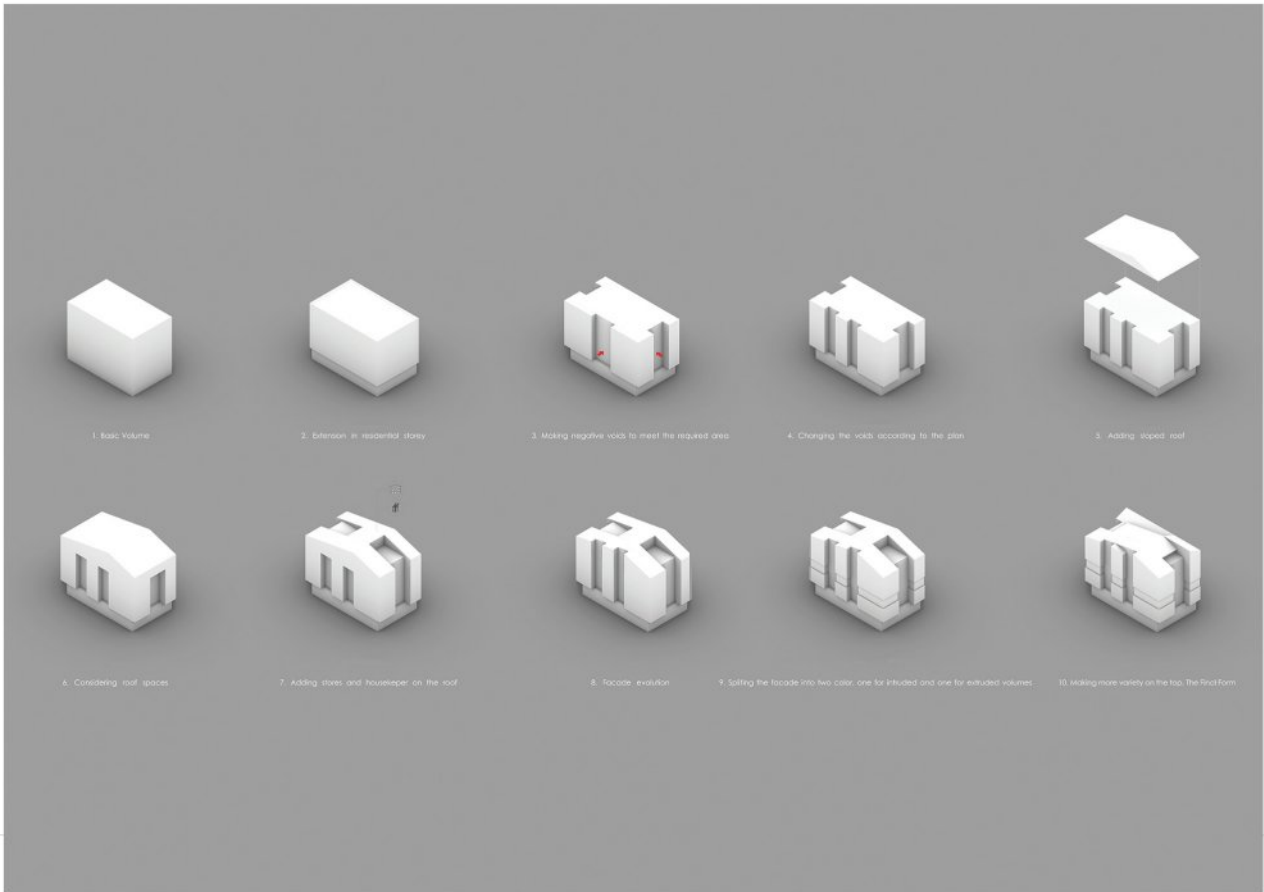 1. Basic Volume
2. Extension in residential storey
3. Making negative voids to meet the required area
4. Changing the voids according to the plan
5. Adding sloped roof
6. Considering roof spaces
7. Adding stores and housekeeper on the roof
8. Facade evolution
9. Spliting the facade into two color, one for intruded and one for extruded volumes
10. Making more variety on the top, The Final Form